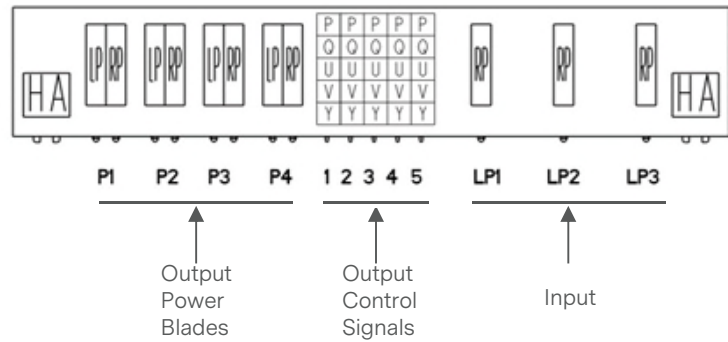 P P P P P
LP RP LP RP LP RP LP RP Q Q Q Q Q RP RP RP
HA U U U U U HA
V V V V V
Y Y Y Y Y
P1 P2 P3 P4 1 2 3 4 5 LP1 LP2 LP3
Output Power Blades
Output Control Signals
Input